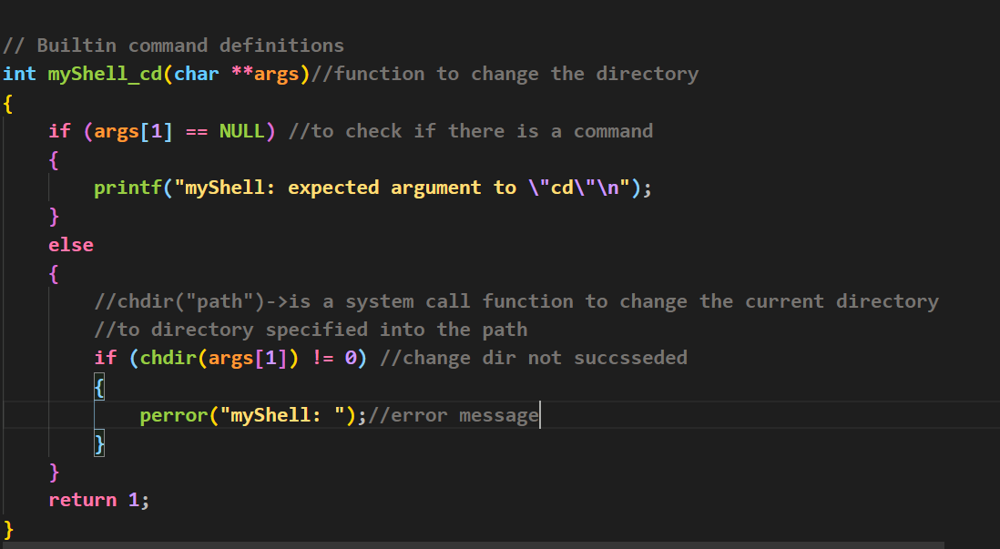 // Builtin command definitions
int myShell_cd(char **args)//function to change the directory
{
    if (args[1] == NULL) //to check if there is a command
    {
        printf("myShell: expected argument to \"cd\"\n");
    }
    else
    {
        //chdir("path")->is a system call function to change the current directory
        //to directory specified into the path
        if (chdir(args[1]) != 0) //change dir not succsseded
        {
            perror("myShell: ");//error message
        }
    }
    return 1;
}